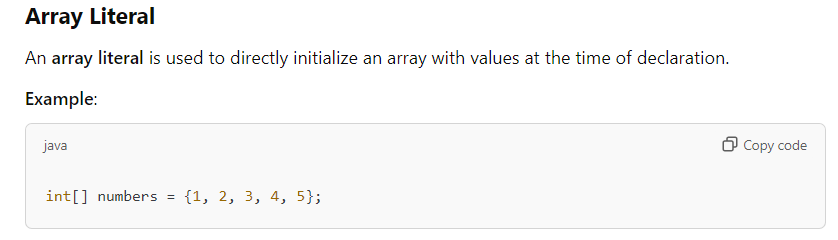 Array Literal
An array literal is used to directly initialize an array with values at the time of declaration.
Example:
java Copy code
int[] numbers = {1, 2, 3, 4, 5};